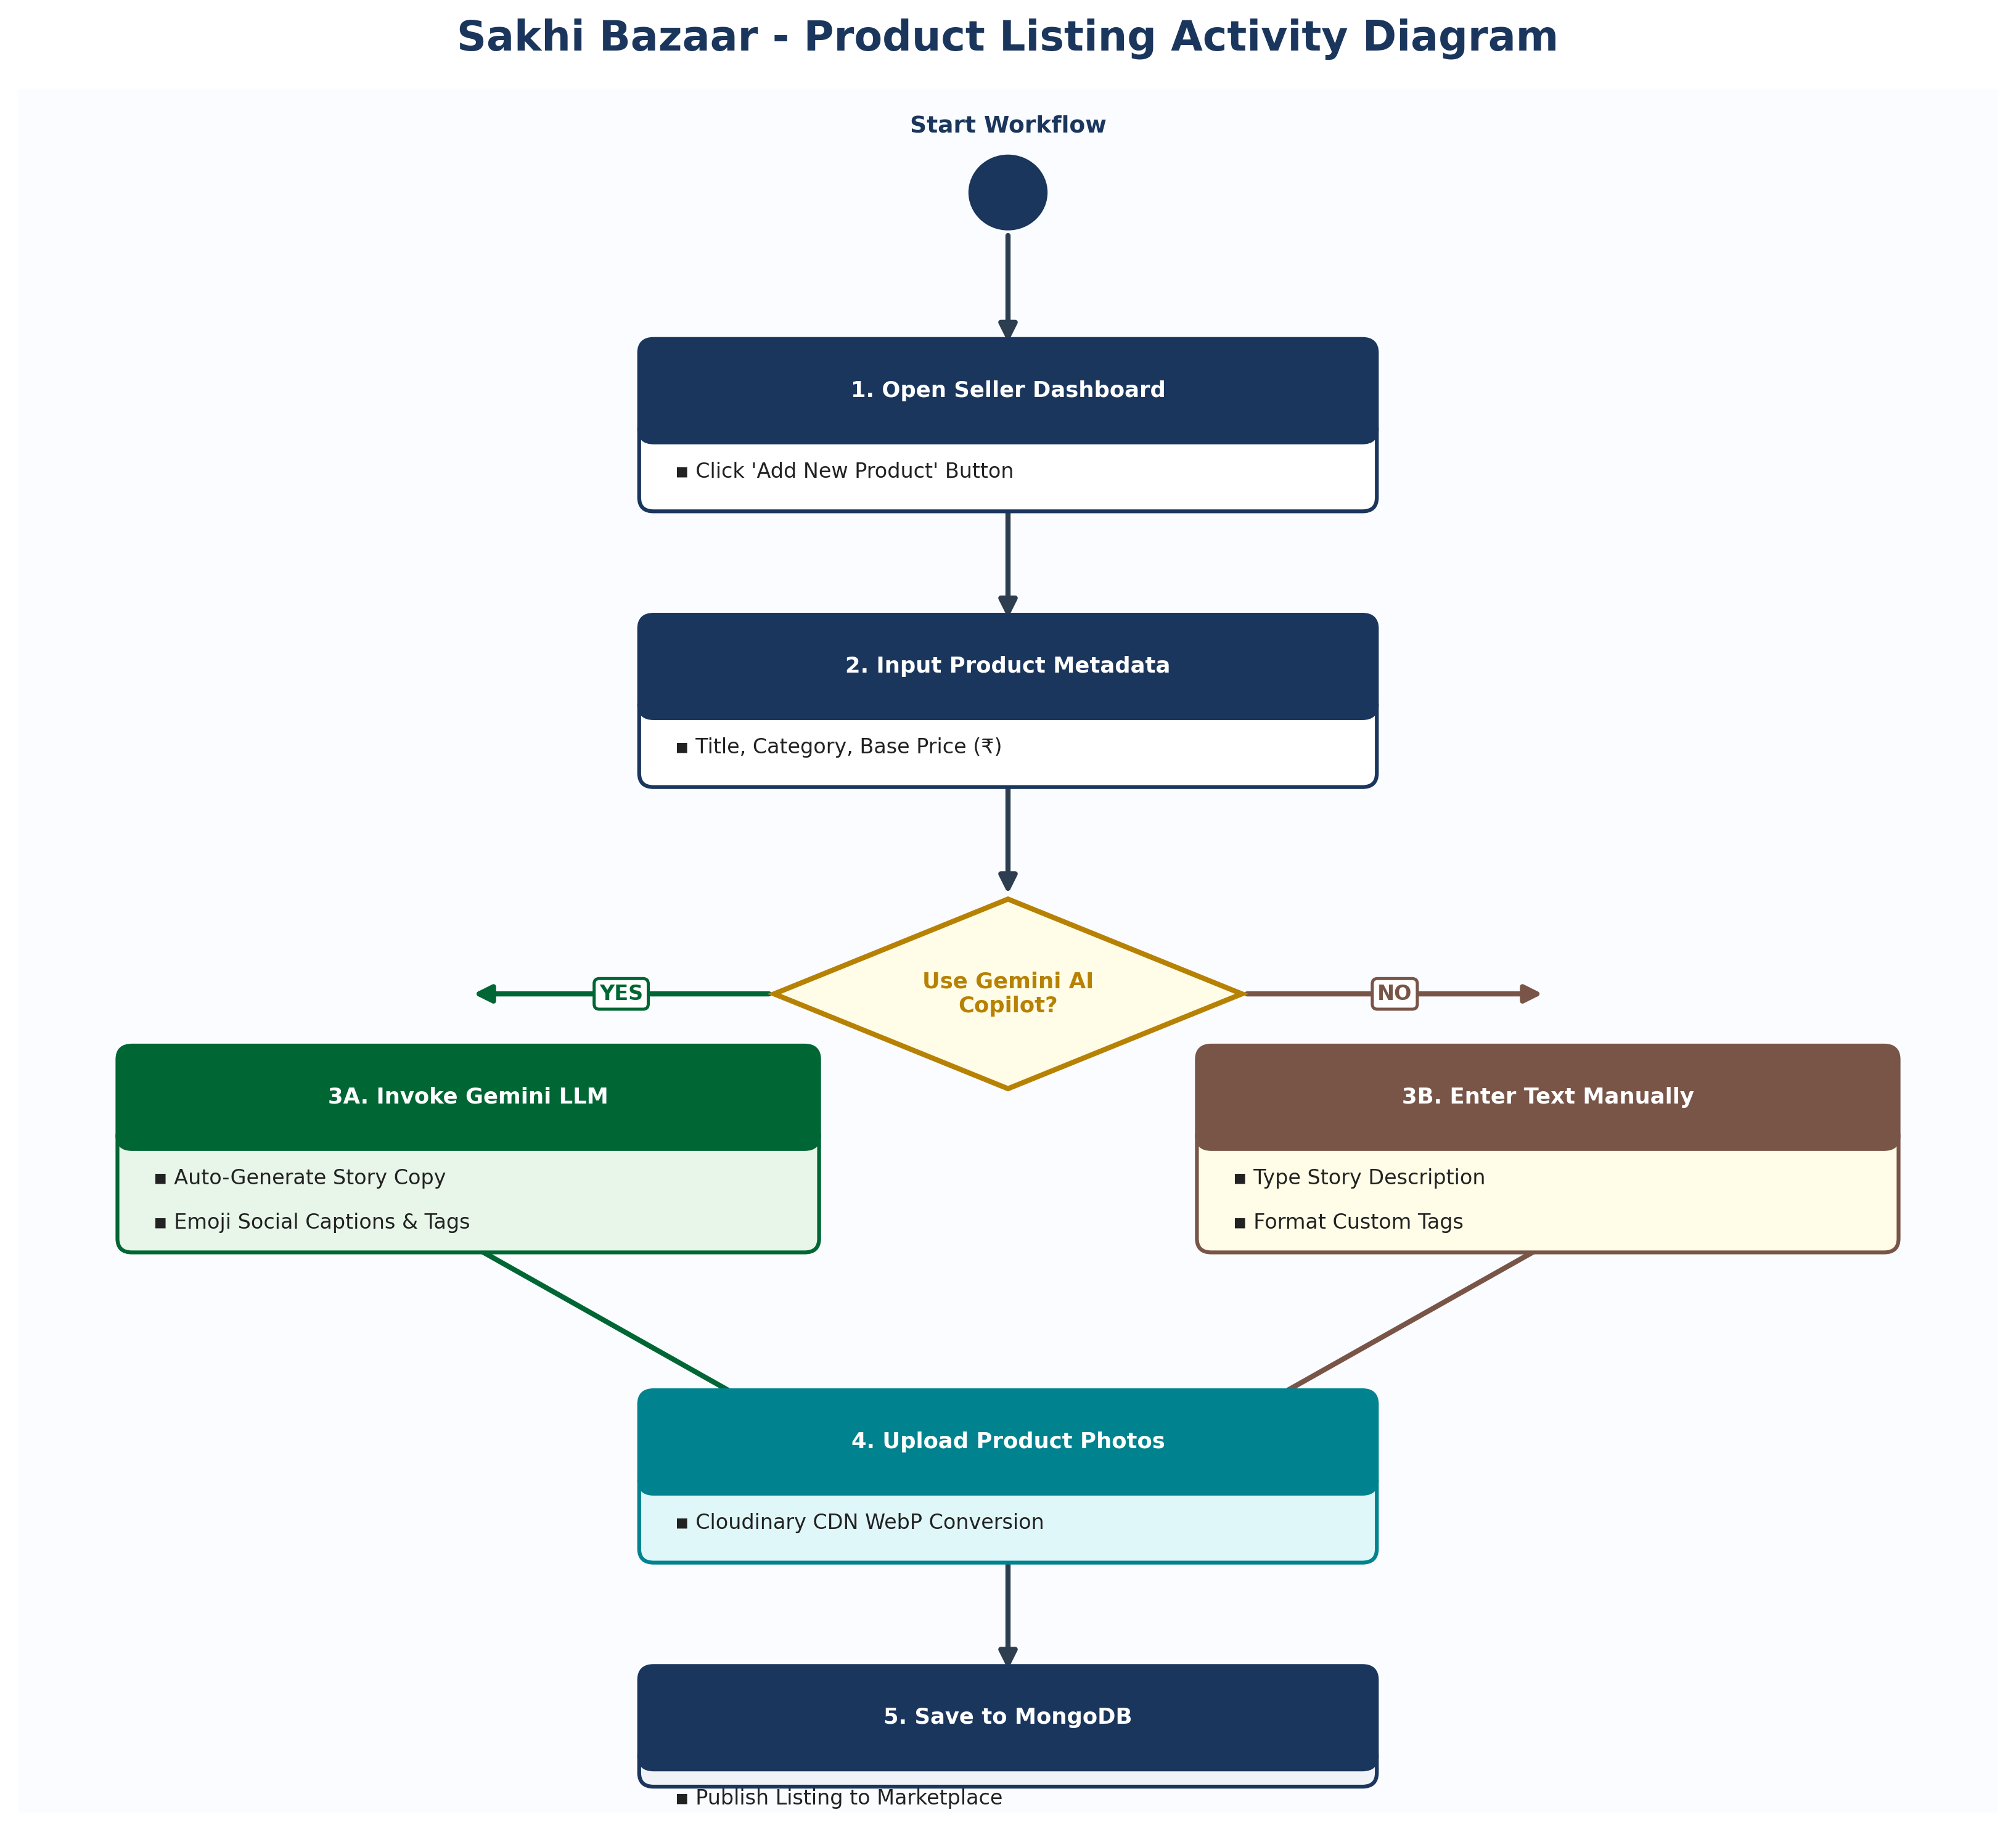 Sakhi Bazaar - Product Listing Activity Diagram
Start Workflow
1. Open Seller Dashboard
▪ Click 'Add New Product' Button
2. Input Product Metadata
▪ Title, Category, Base Price (₹)
Use Gemini AI
Copilot?
YES
NO
3A. Invoke Gemini LLM
▪ Auto-Generate Story Copy
▪ Emoji Social Captions & Tags
3B. Enter Text Manually
▪ Type Story Description
▪ Format Custom Tags
4. Upload Product Photos
▪ Cloudinary CDN WebP Conversion
5. Save to MongoDB
▪ Publish Listing to Marketplace